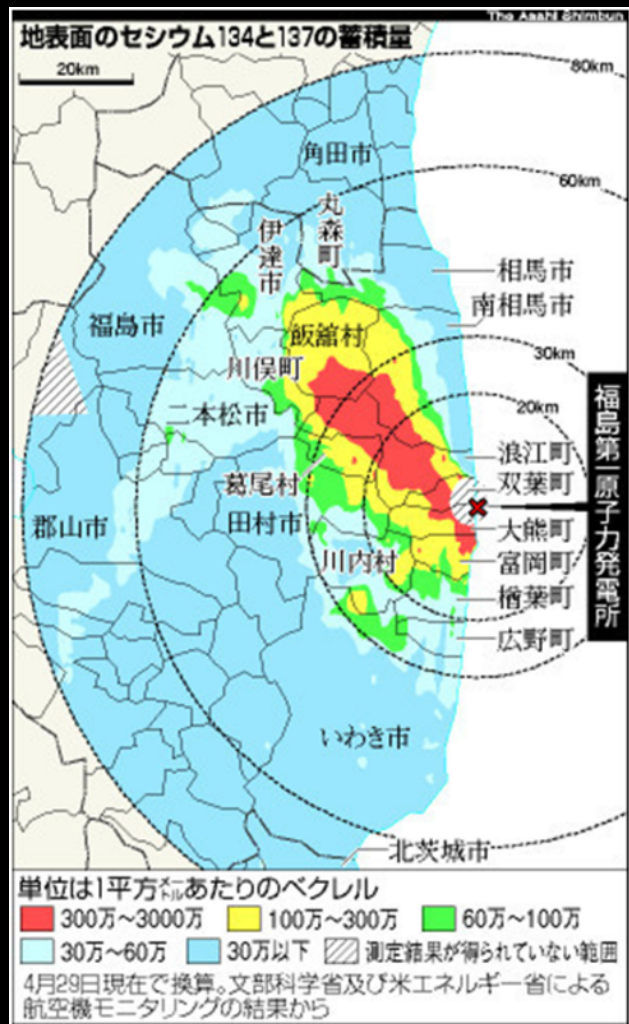 The Asahi Shimbun
地表面のセシウム134と137の蓄積量
20km
80km
角田市
60km
丸森町
伊達市
相馬市
南相馬市
福島市
飯舘村
30km
川俣町
20km
二本松市
浪江町
双葉町
福島第一原子力発電所
葛尾村
田村市
大熊町
郡山市
川内村
富岡町
楢葉町
広野町
いわき市
北茨城市
単位は1平方メートルあたりのベクレル
300万〜3000万 100万〜300万 60万〜100万
30万〜60万 30万以下 測定結果が得られていない範囲
4月29日現在で換算。文部科学省及び米エネルギー省による
航空機モニタリングの結果から